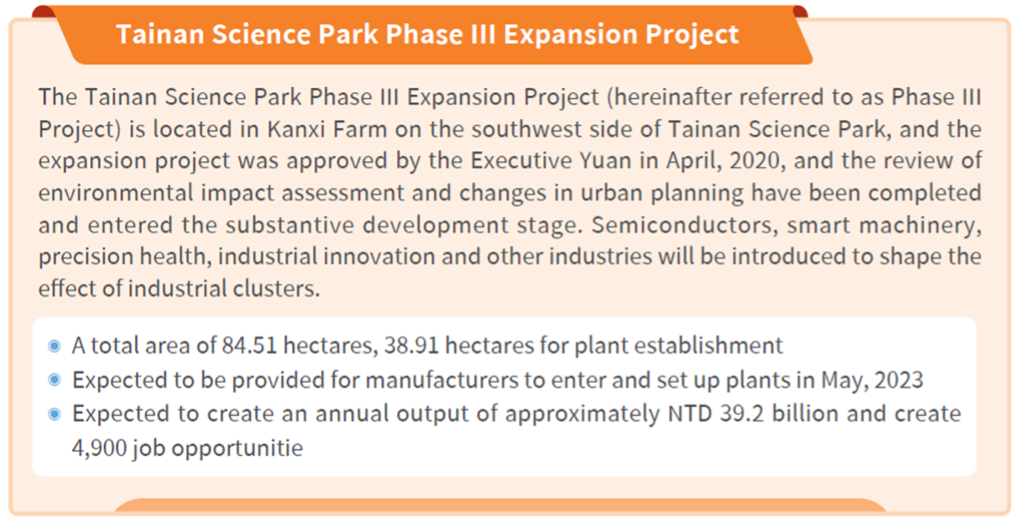 Tainan Science Park Phase III Expansion Project
The Tainan Science Park Phase III Expansion Project (hereinafter referred to as Phase III
Project) is located in Kanxi Farm on the southwest side of Tainan Science Park, and the
expansion project was approved by the Executive Yuan in April, 2020, and the review of
environmental impact assessment and changes in urban planning have been completed
and entered the substantive development stage. Semiconductors, smart machinery,
precision health, industrial innovation and other industries will be introduced to shape the
effect of industrial clusters.
A total area of 84.51 hectares, 38.91 hectares for plant establishment
Expected to be provided for manufacturers to enter and set up plants in May, 2023
Expected to create an annual output of approximately NTD 39.2 billion and create
4,900 job opportunitie